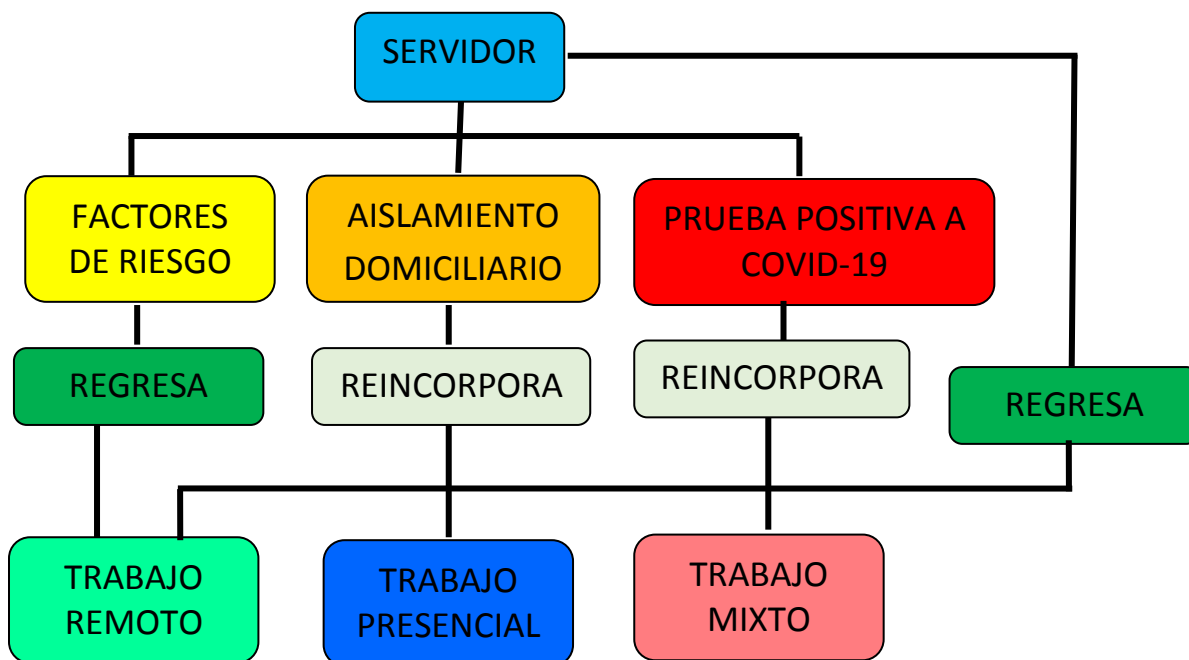 SERVIDOR
FACTORES
DE RIESGO
AISLAMIENTO
DOMICILIARIO
PRUEBA POSITIVA A
COVID-19
REGRESA
REINCORPORA
REINCORPORA
REGRESA
TRABAJO
REMOTO
TRABAJO
PRESENCIAL
TRABAJO
MIXTO